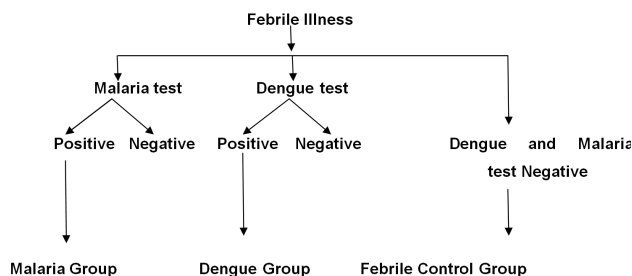 Febrile Illness
Malaria test
Dengue test
Positive Negative
Positive Negative
Dengue and Malaria
test Negative
Malaria Group
Dengue Group
Febrile Control Group